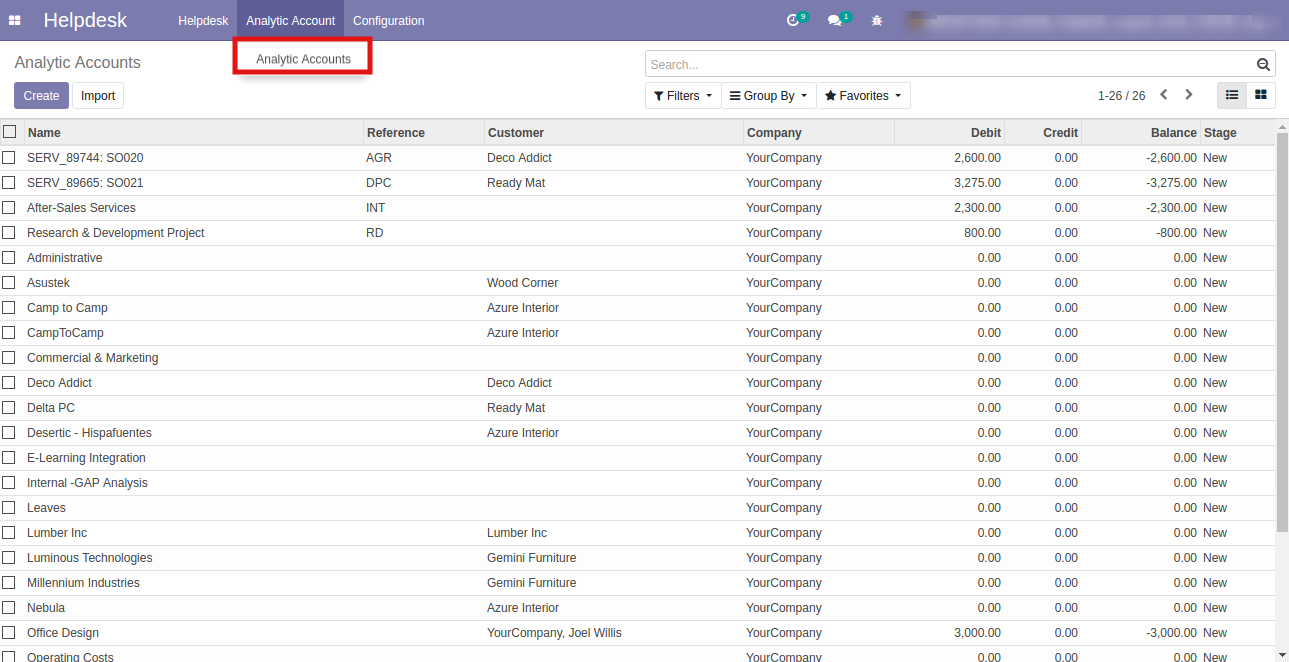 Helpdesk Helpdesk Analytic Account Configuration 9 1
Analytic Accounts Analytic Accounts Search...
Create Import Filters Group By Favorites 1-26 / 26
Name Reference Customer Company Debit Credit Balance Stage
SERV_89744: SO020 AGR Deco Addict YourCompany 2,600.00 0.00 -2,600.00 New
SERV_89665: SO021 DPC Ready Mat YourCompany 3,275.00 0.00 -3,275.00 New
After-Sales Services INT YourCompany 2,300.00 0.00 -2,300.00 New
Research & Development Project RD YourCompany 800.00 0.00 -800.00 New
Administrative YourCompany 0.00 0.00 0.00 New
Asustek Wood Corner YourCompany 0.00 0.00 0.00 New
Camp to Camp Azure Interior YourCompany 0.00 0.00 0.00 New
CampToCamp Azure Interior YourCompany 0.00 0.00 0.00 New
Commercial & Marketing YourCompany 0.00 0.00 0.00 New
Deco Addict Deco Addict YourCompany 0.00 0.00 0.00 New
Delta PC Ready Mat YourCompany 0.00 0.00 0.00 New
Desertic - Hispafuentes Azure Interior YourCompany 0.00 0.00 0.00 New
E-Learning Integration YourCompany 0.00 0.00 0.00 New
Internal -GAP Analysis YourCompany 0.00 0.00 0.00 New
Leaves YourCompany 0.00 0.00 0.00 New
Lumber Inc Lumber Inc YourCompany 0.00 0.00 0.00 New
Luminous Technologies Gemini Furniture YourCompany 0.00 0.00 0.00 New
Millennium Industries Gemini Furniture YourCompany 0.00 0.00 0.00 New
Nebula Azure Interior YourCompany 0.00 0.00 0.00 New
Office Design YourCompany, Joel Willis YourCompany 3,000.00 0.00 -3,000.00 New
Operating Costs YourCompany 0.00 0.00 0.00 New